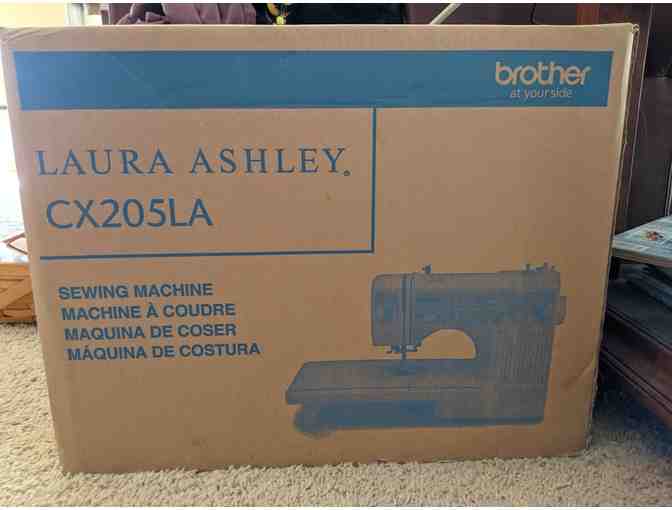 brother
at your side
LAURA ASHLEY®
CX205LA
SEWING MACHINE
MACHINE À COUDRE
MAQUINA DE COSER
MÁQUINA DE COSTURA